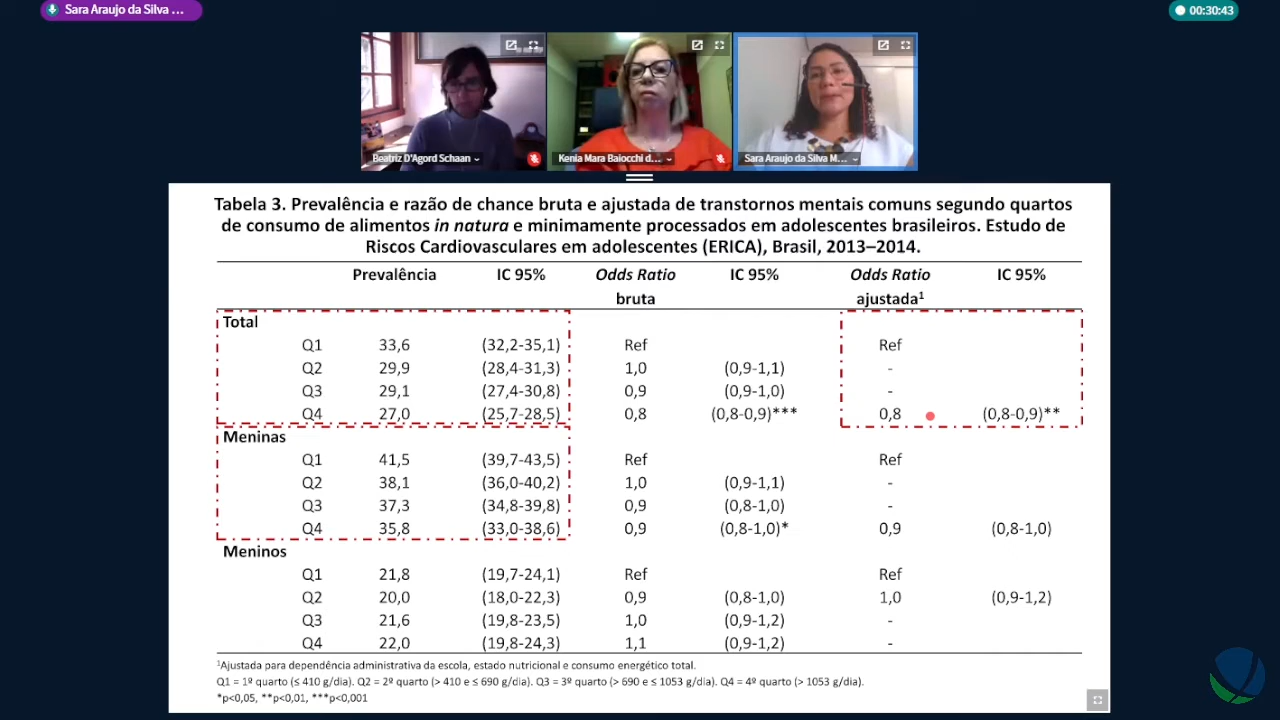 Sara Araujo da Silva ...
00:30:43
Beatriz D'Agord Schaan
Kenia Mara Baiocchi d...
Sara Araujo da Silva M...
Tabela 3. Prevalência e razão de chance bruta e ajustada de transtornos mentais comuns segundo quartos
de consumo de alimentos in natura e minimamente processados em adolescentes brasileiros. Estudo de
Riscos Cardiovasculares em adolescentes (ERICA), Brasil, 2013–2014.
Prevalência IC 95% Odds Ratio bruta IC 95% Odds Ratio ajustada¹ IC 95%
Total
Q1 33,6 (32,2-35,1) Ref Ref
Q2 29,9 (28,4-31,3) 1,0 (0,9-1,1) -
Q3 29,1 (27,4-30,8) 0,9 (0,9-1,0) -
Q4 27,0 (25,7-28,5) 0,8 (0,8-0,9)*** 0,8 (0,8-0,9)**
Meninas
Q1 41,5 (39,7-43,5) Ref Ref
Q2 38,1 (36,0-40,2) 1,0 (0,9-1,1) -
Q3 37,3 (34,8-39,8) 0,9 (0,8-1,0) -
Q4 35,8 (33,0-38,6) 0,9 (0,8-1,0)* 0,9 (0,8-1,0)
Meninos
Q1 21,8 (19,7-24,1) Ref Ref
Q2 20,0 (18,0-22,3) 0,9 (0,8-1,0) 1,0 (0,9-1,2)
Q3 21,6 (19,8-23,5) 1,0 (0,9-1,2) -
Q4 22,0 (19,8-24,3) 1,1 (0,9-1,2) -
¹Ajustada para dependência administrativa da escola, estado nutricional e consumo energético total.
Q1 = 1º quarto (≤ 410 g/dia). Q2 = 2º quarto (> 410 e ≤ 690 g/dia). Q3 = 3º quarto (> 690 e ≤ 1053 g/dia). Q4 = 4º quarto (> 1053 g/dia).
*p<0,05, **p<0,01, ***p<0,001